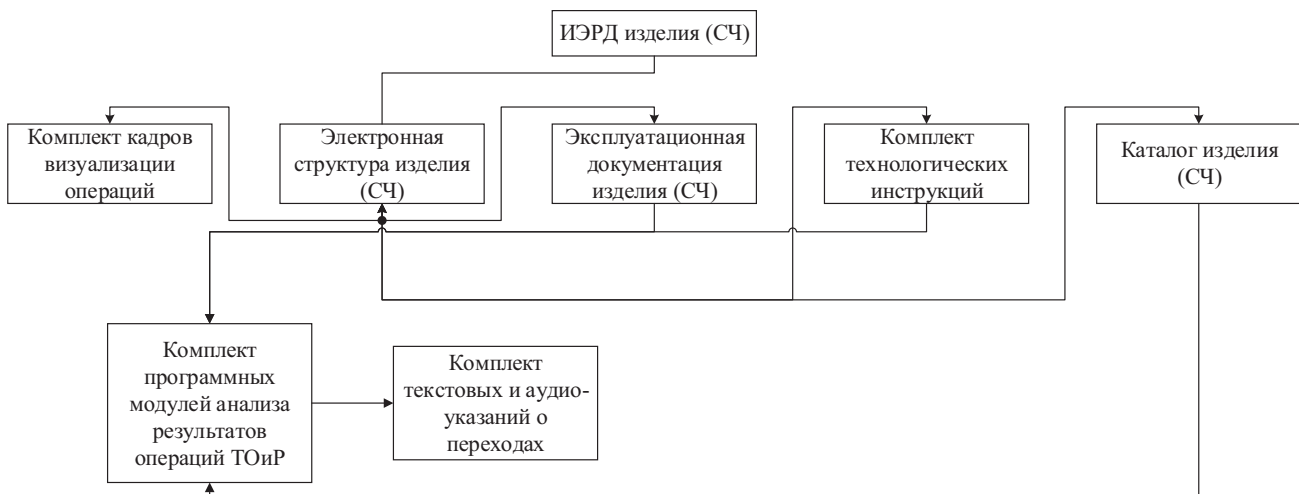 ИЭРД изделия (СЧ)
Комплект кадров
визуализации
операций
Электронная
структура изделия
(СЧ)
Эксплуатационная
документация
изделия (СЧ)
Комплект
технологических
инструкций
Каталог изделия
(СЧ)
Комплект
программных
модулей анализа
результатов
операций ТОиР
Комплект
текстовых и аудио-
указаний о
переходах